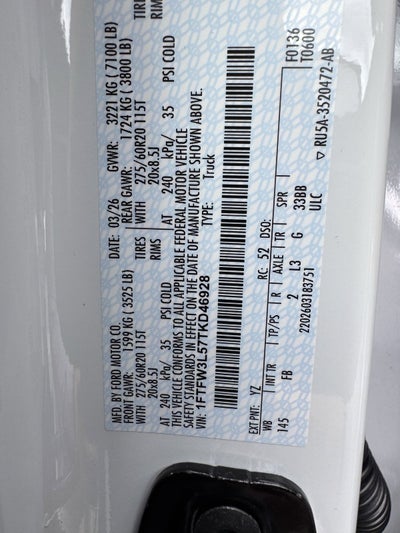 MFD. BY FORD MOTOR CO.
DATE: 03/26 GVWR: 3221 KG ( 7100 LB)
FRONT GAWR: 1599 KG ( 3525 LB) REAR GAWR: 1724 KG ( 3800 LB)
WITH 275/60R20 115T TIRES WITH 275/60R20 115T TIRE
20x8.5J RIMS 20x8.5J RIM
AT 240 kPa/ 35 PSI COLD AT 240 kPa/ 35 PSI COLD
THIS VEHICLE CONFORMS TO ALL APPLICABLE FEDERAL MOTOR VEHICLE
SAFETY STANDARDS IN EFFECT ON THE DATE OF MANUFACTURE SHOWN ABOVE.
VIN: 1FTFW3L57TKD46928
TYPE: Truck
F0136
T0600
EXT PNT: YZ RC: 52 DSO:
WB INT TR TP/PS R AXLE TR SPR
145 FB 2 L3 G 33BB
ULC
2202603183751
▽ RU5A-3520472-AB